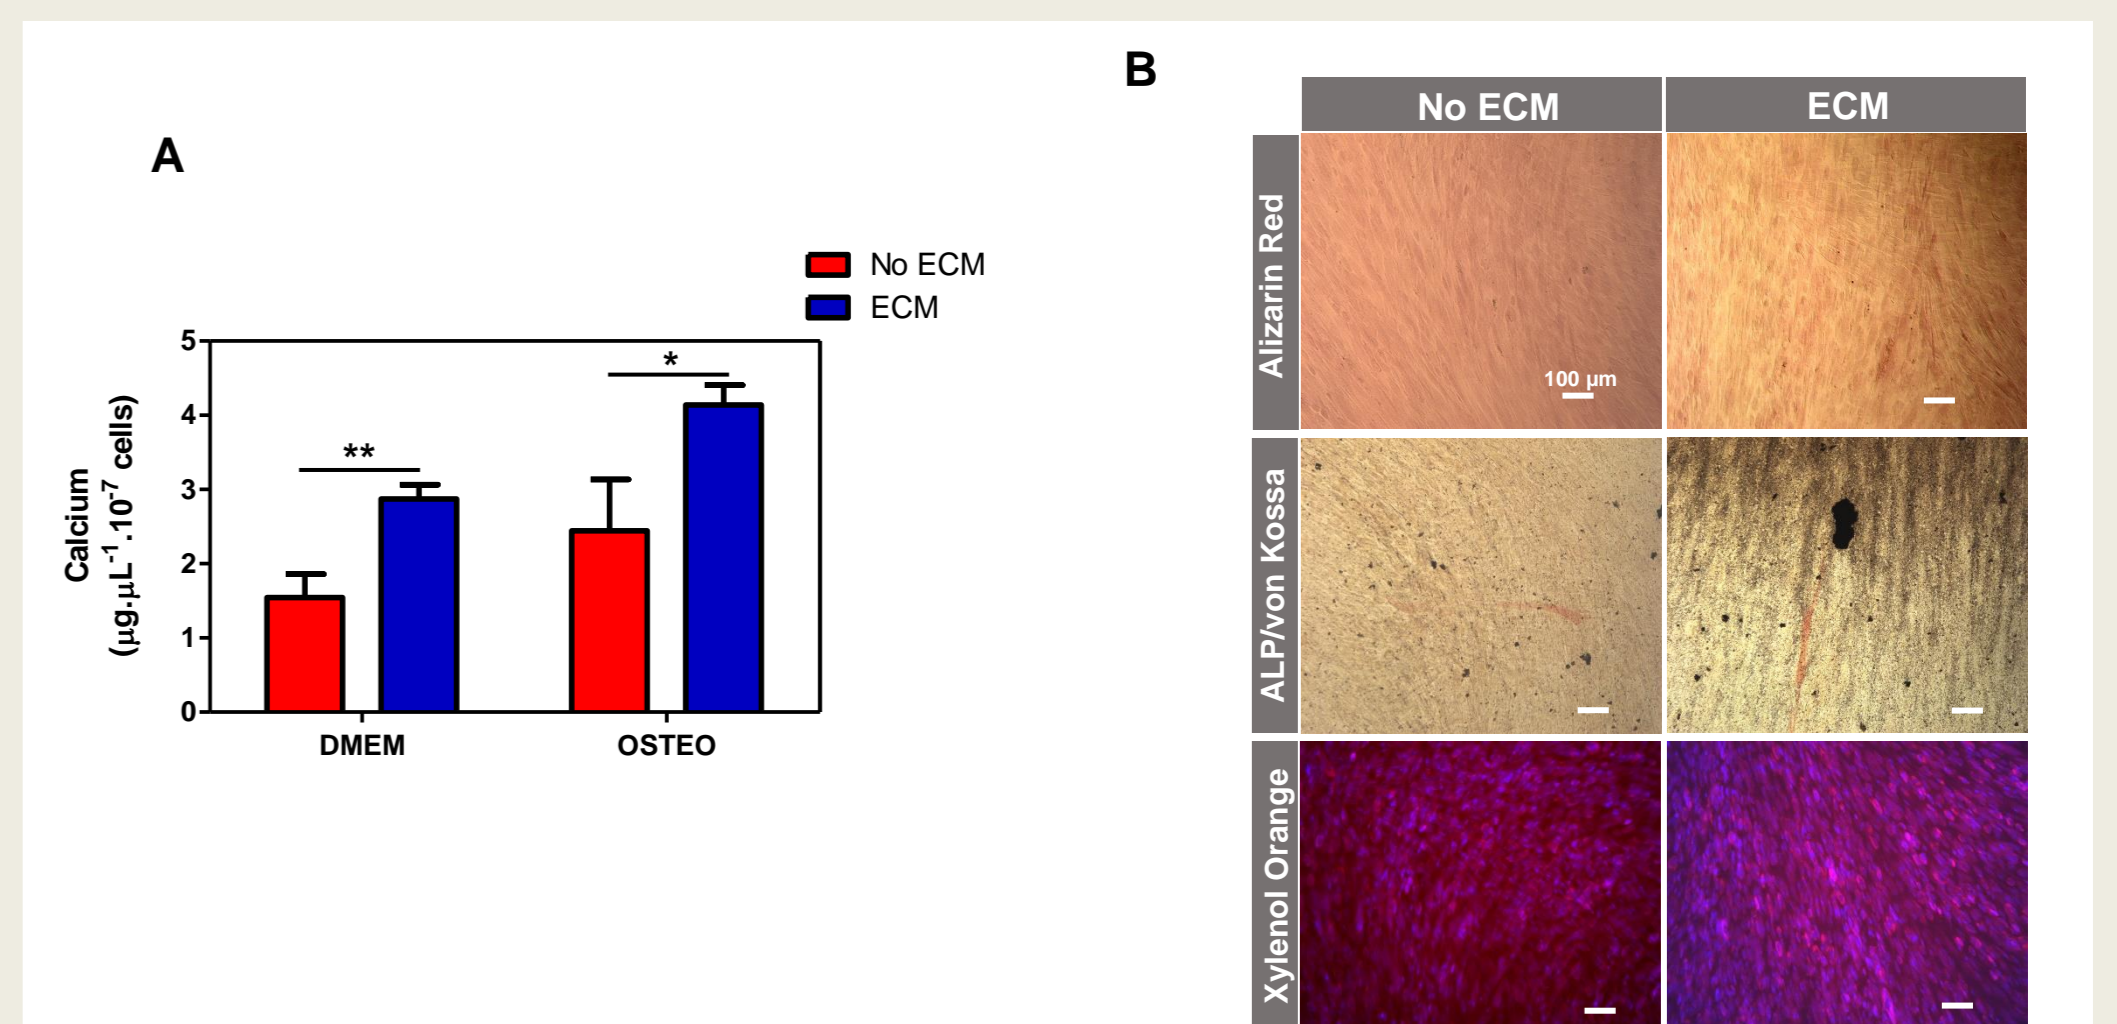 A
No ECM
ECM
5
4
3
2
1
0
**
*
Calcium
(µg.µL⁻¹.10⁻⁷ cells)
DMEM
OSTEO
B
No ECM
ECM
Alizarin Red
100 µm
ALP/von Kossa
Xylenol Orange